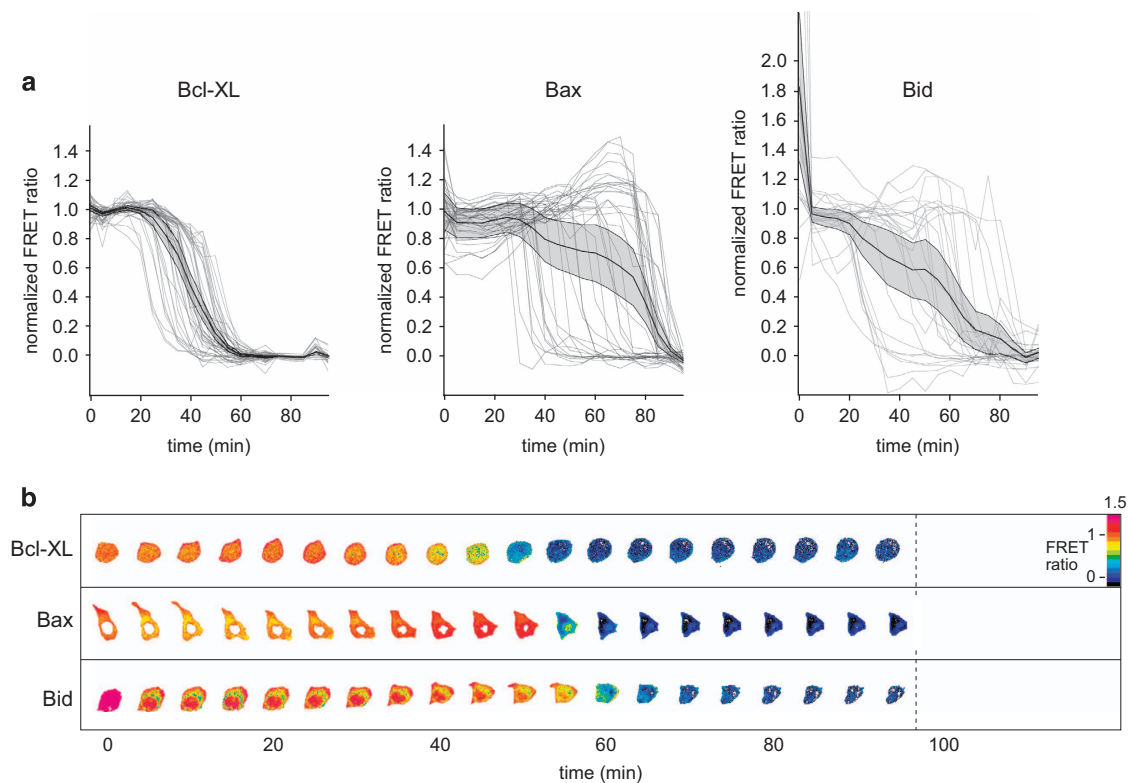 a
Bcl-XL
Bax
Bid
normalized FRET ratio
1.4
1.2
1.0
0.8
0.6
0.4
0.2
0.0
0 20 40 60 80
time (min)
normalized FRET ratio
1.4
1.2
1.0
0.8
0.6
0.4
0.2
0.0
0 20 40 60 80
time (min)
normalized FRET ratio
2.0
1.8
1.6
1.4
1.2
1.0
0.8
0.6
0.4
0.2
0.0
0 20 40 60 80
time (min)
b
Bcl-XL
Bax
Bid
1.5
1
FRET
ratio
0
0 20 40 60 80 100
time (min)